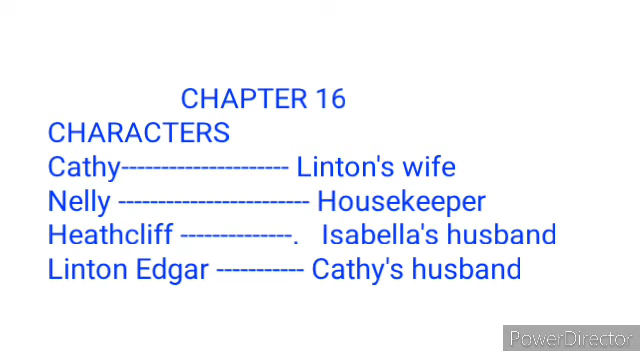 CHAPTER 16
CHARACTERS
Cathy--------------------- Linton's wife
Nelly ------------------------ Housekeeper
Heathcliff --------------.   Isabella's husband
Linton Edgar ----------- Cathy's husband
PowerDirector